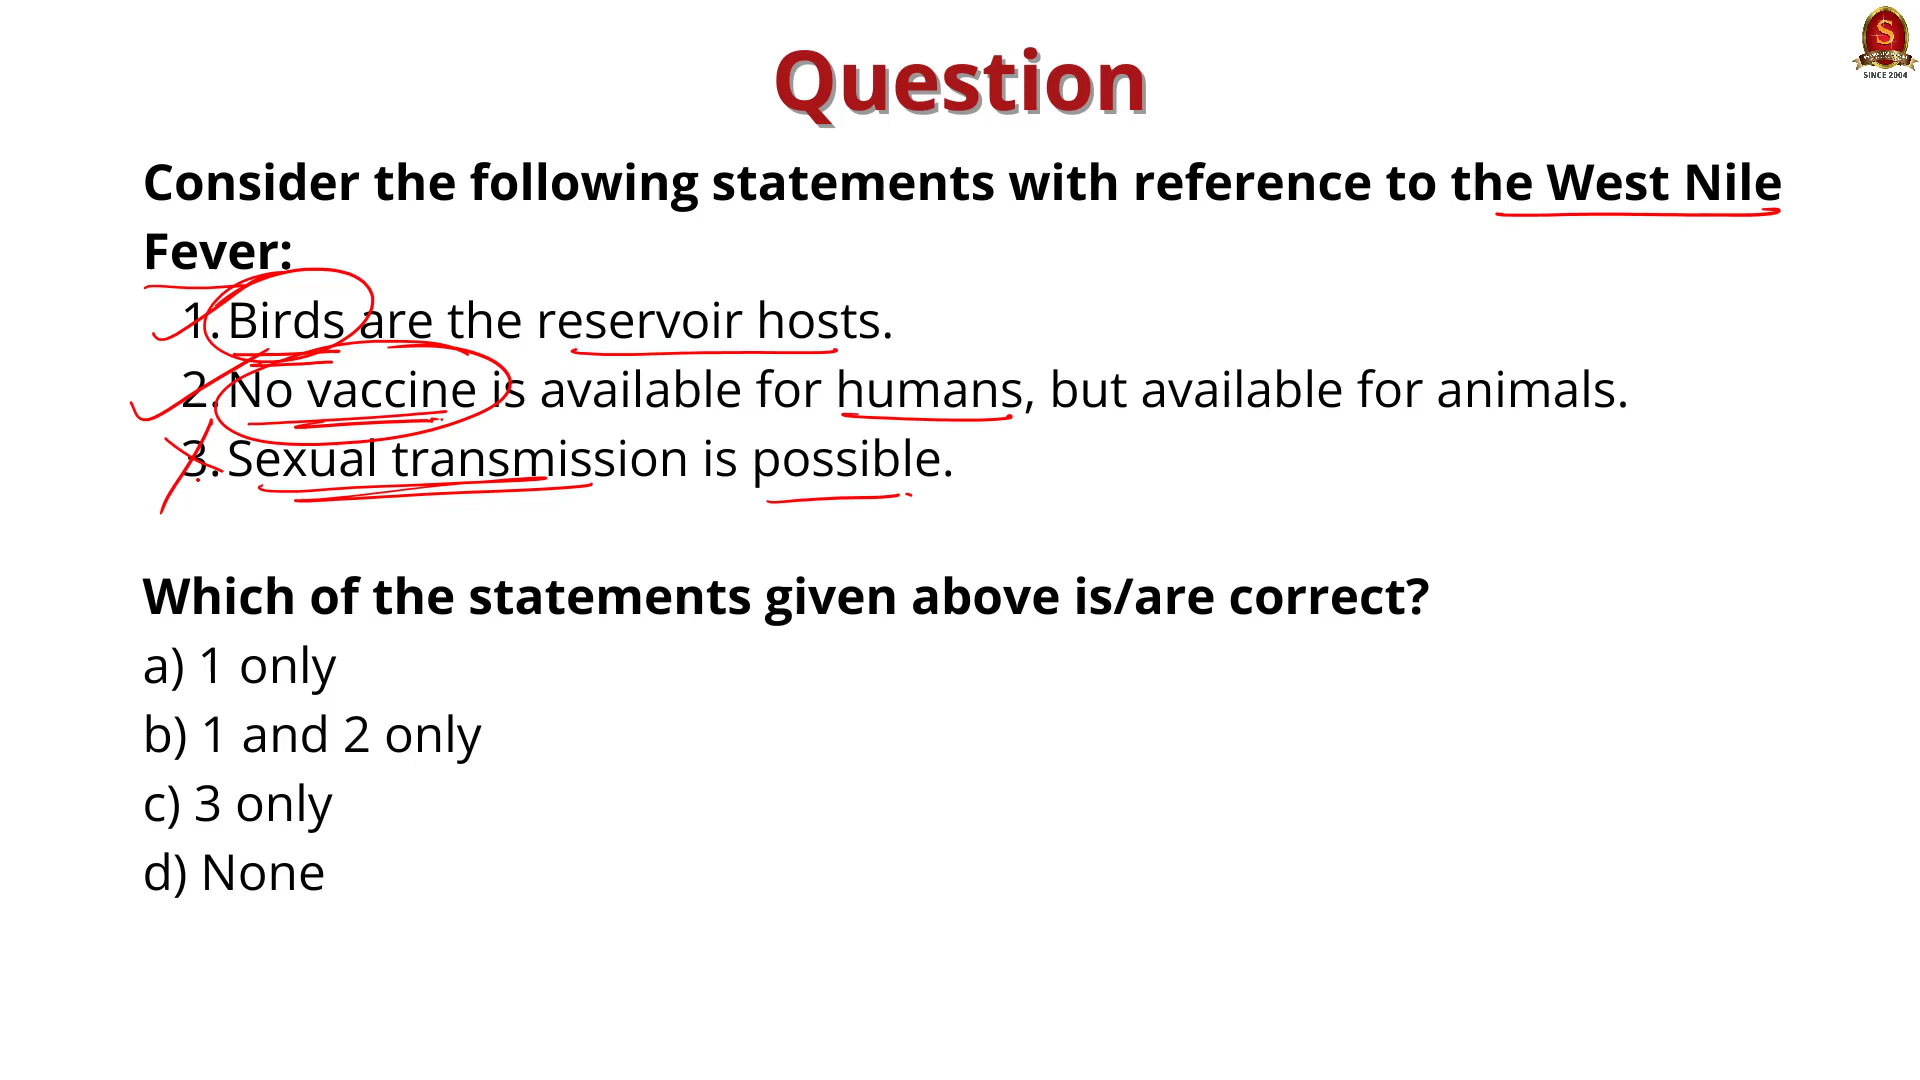 Question
Consider the following statements with reference to the West Nile
Fever:
1. Birds are the reservoir hosts.
2. No vaccine is available for humans, but available for animals.
3. Sexual transmission is possible.
Which of the statements given above is/are correct?
a) 1 only
b) 1 and 2 only
c) 3 only
d) None
S
SINCE 2004